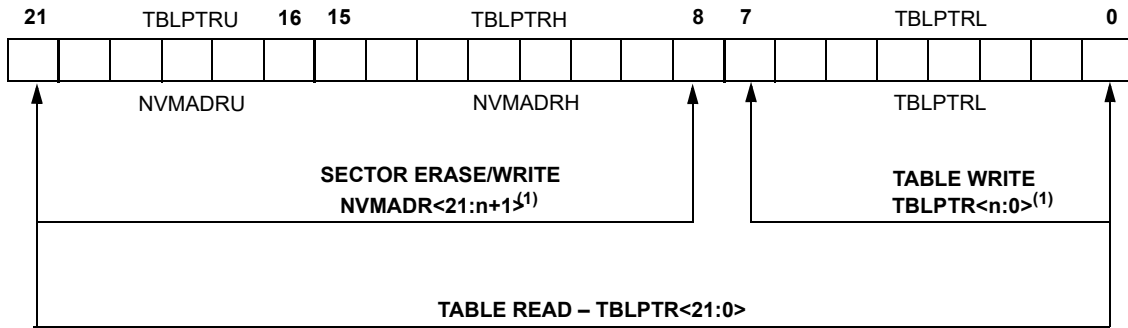 21 TBLPTRU 16 15 TBLPTRH 8 7 TBLPTRL 0
NVMADRU NVMADRH TBLPTRL
SECTOR ERASE/WRITE TABLE WRITE
NVMADR<21:n+1>(1) TBLPTR<n:0>(1)
TABLE READ – TBLPTR<21:0>